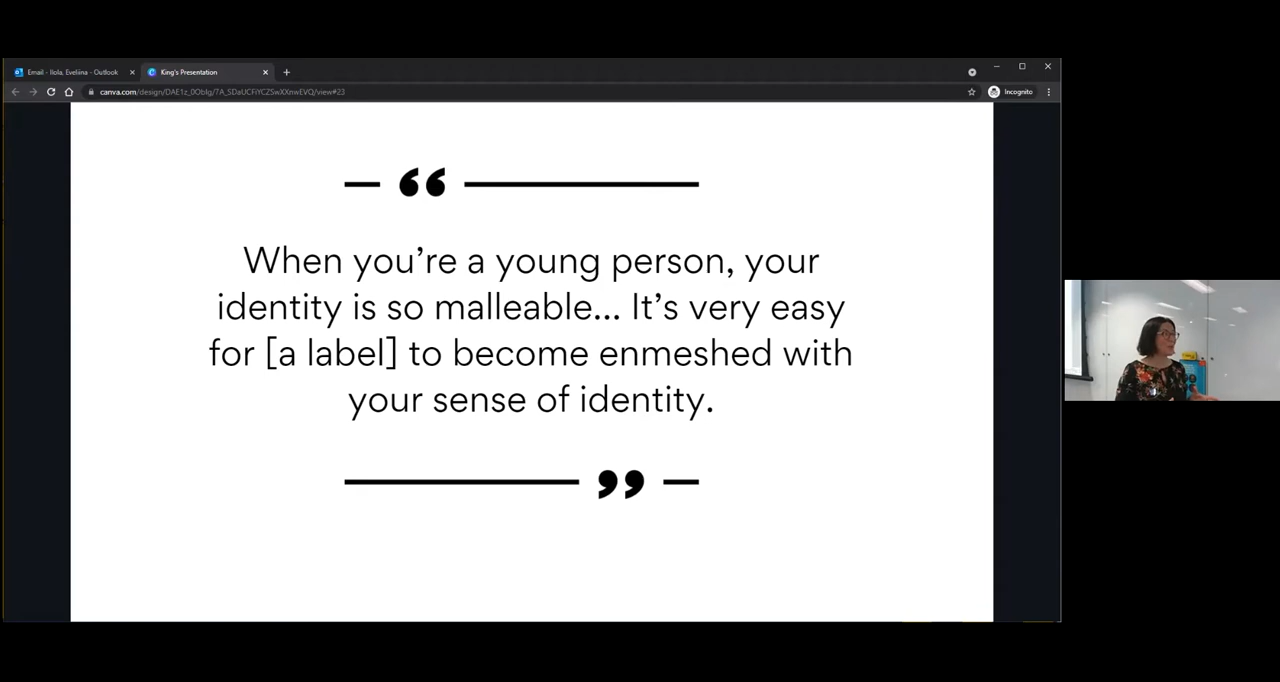 Email - Ilola, Eveliina - Outlook
King's Presentation
Incognito
“
When you’re a young person, your
identity is so malleable... It’s very easy
for [a label] to become enmeshed with
your sense of identity.
”